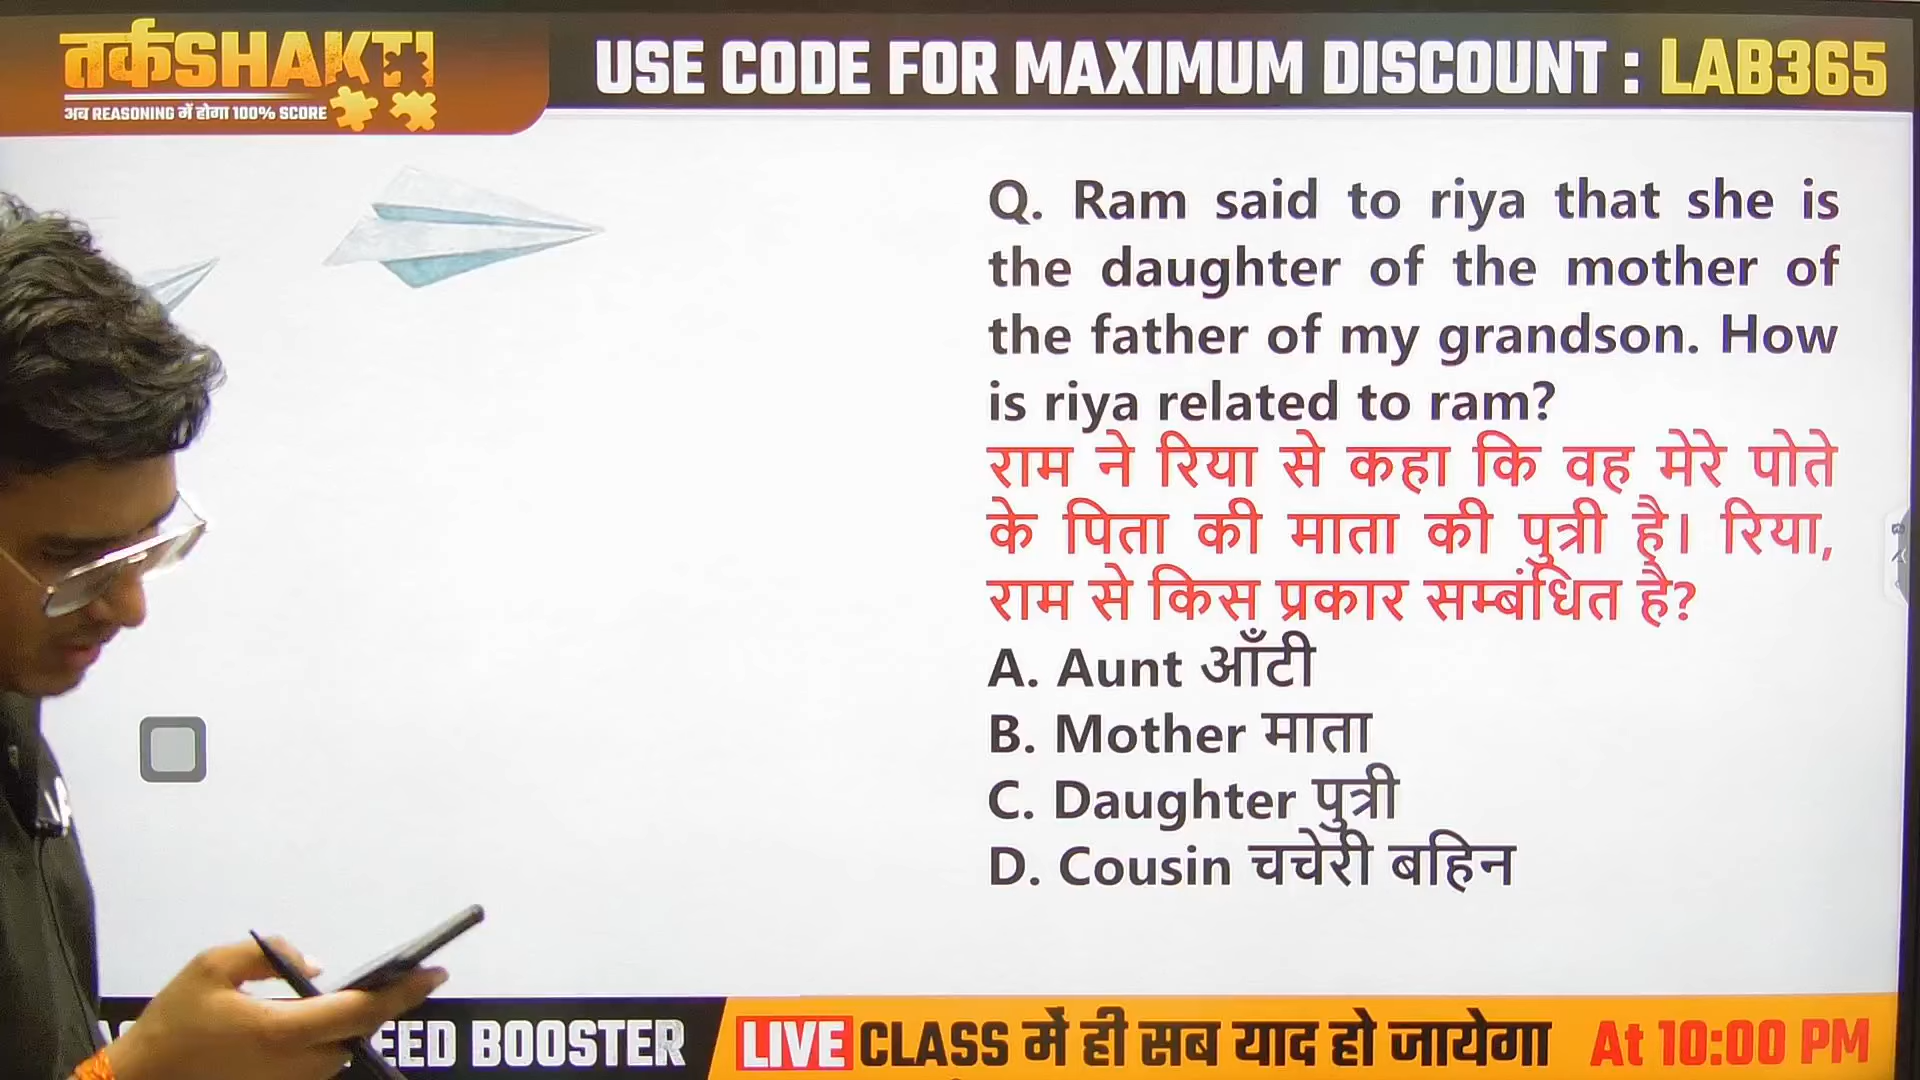 तर्कSHAKTI
अब REASONING में होगा 100% SCORE
USE CODE FOR MAXIMUM DISCOUNT : LAB365
Q. Ram said to riya that she is
the daughter of the mother of
the father of my grandson. How
is riya related to ram?
राम ने रिया से कहा कि वह मेरे पोते
के पिता की माता की पुत्री है। रिया,
राम से किस प्रकार सम्बंधित है?
A. Aunt आँटी
B. Mother माता
C. Daughter पुत्री
D. Cousin चचेरी बहिन
BOOSTER
LIVE CLASS में ही सब याद हो जायेगा At 10:00 PM